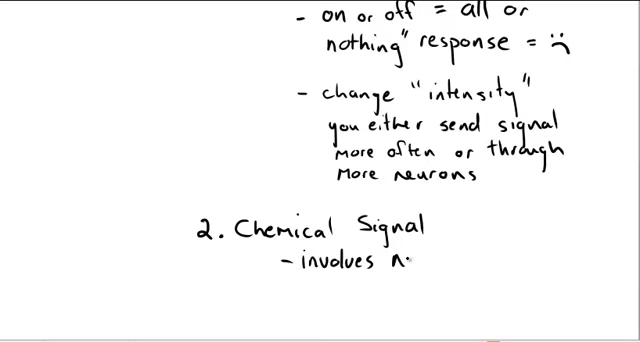 - on or off = all or
nothing" response = :(
- change "intensity"
you either send signal
more often or through
more neurons
2. Chemical Signal
- involves n